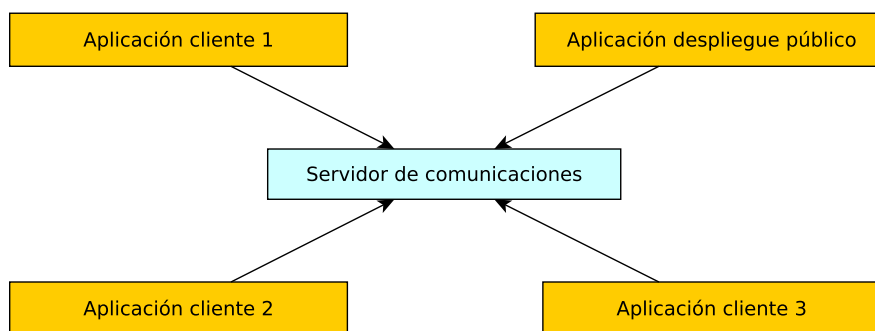 Aplicación cliente 1
Aplicación despliegue público
Servidor de comunicaciones
Aplicación cliente 2
Aplicación cliente 3